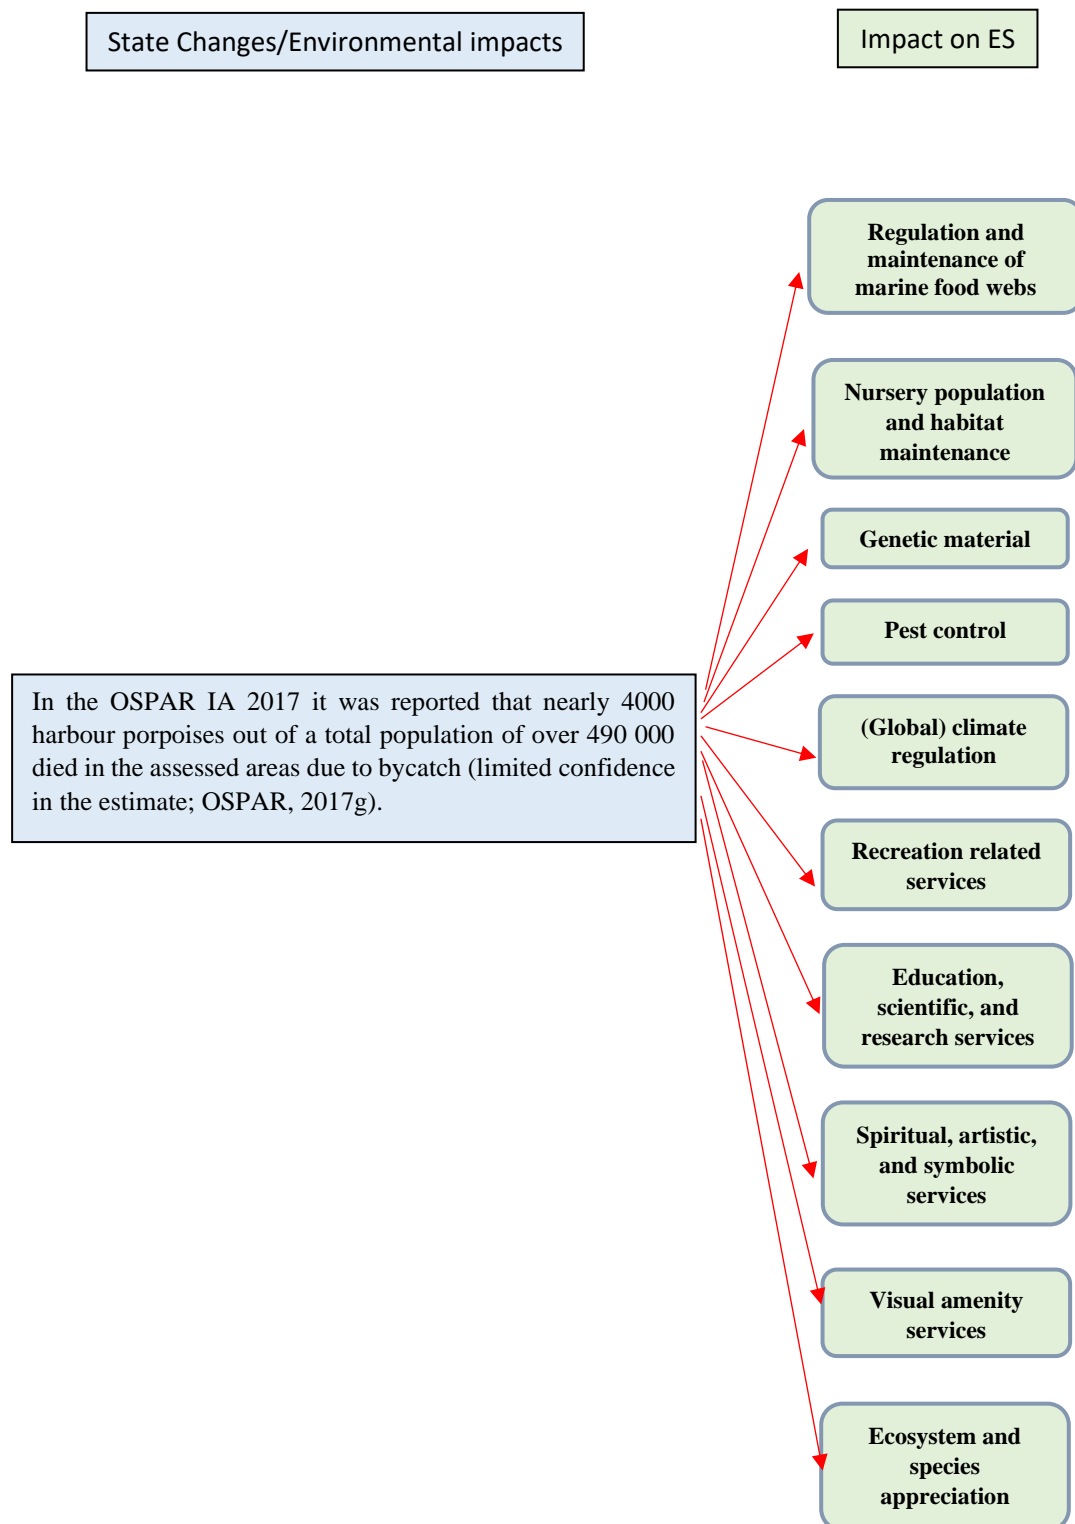 State Changes/Environmental impacts
Impact on ES
Regulation and
maintenance of
marine food webs
Nursery population
and habitat
maintenance
Genetic material
Pest control
In the OSPAR IA 2017 it was reported that nearly 4000
harbour porpoises out of a total population of over 490 000
died in the assessed areas due to bycatch (limited confidence
in the estimate; OSPAR, 2017g).
(Global) climate
regulation
Recreation related
services
Education,
scientific, and
research services
Spiritual, artistic,
and symbolic
services
Visual amenity
services
Ecosystem and
species
appreciation